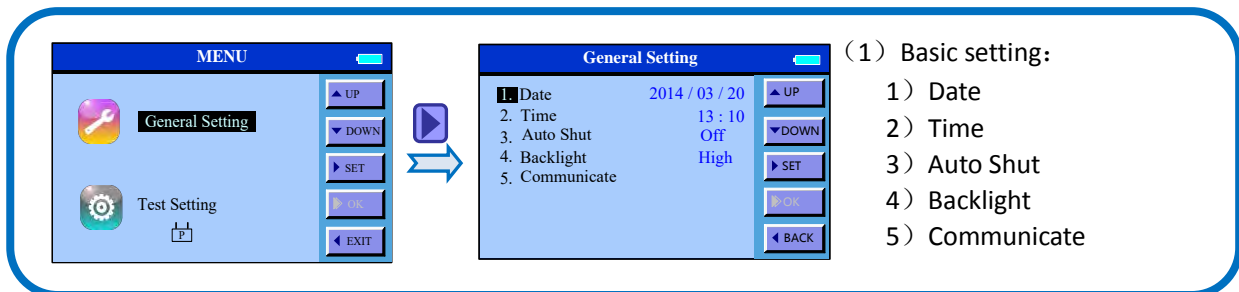 MENU
General Setting
Test Setting
P
▲ UP
▼ DOWN
▶ SET
▶ OK
◀ EXIT
General Setting
1. Date 2014 / 03 / 20
2. Time 13 : 10
3. Auto Shut Off
4. Backlight High
5. Communicate
▲ UP
▼DOWN
▶ SET
▶OK
◀ BACK
（1）Basic setting：
1）Date
2）Time
3）Auto Shut
4）Backlight
5）Communicate